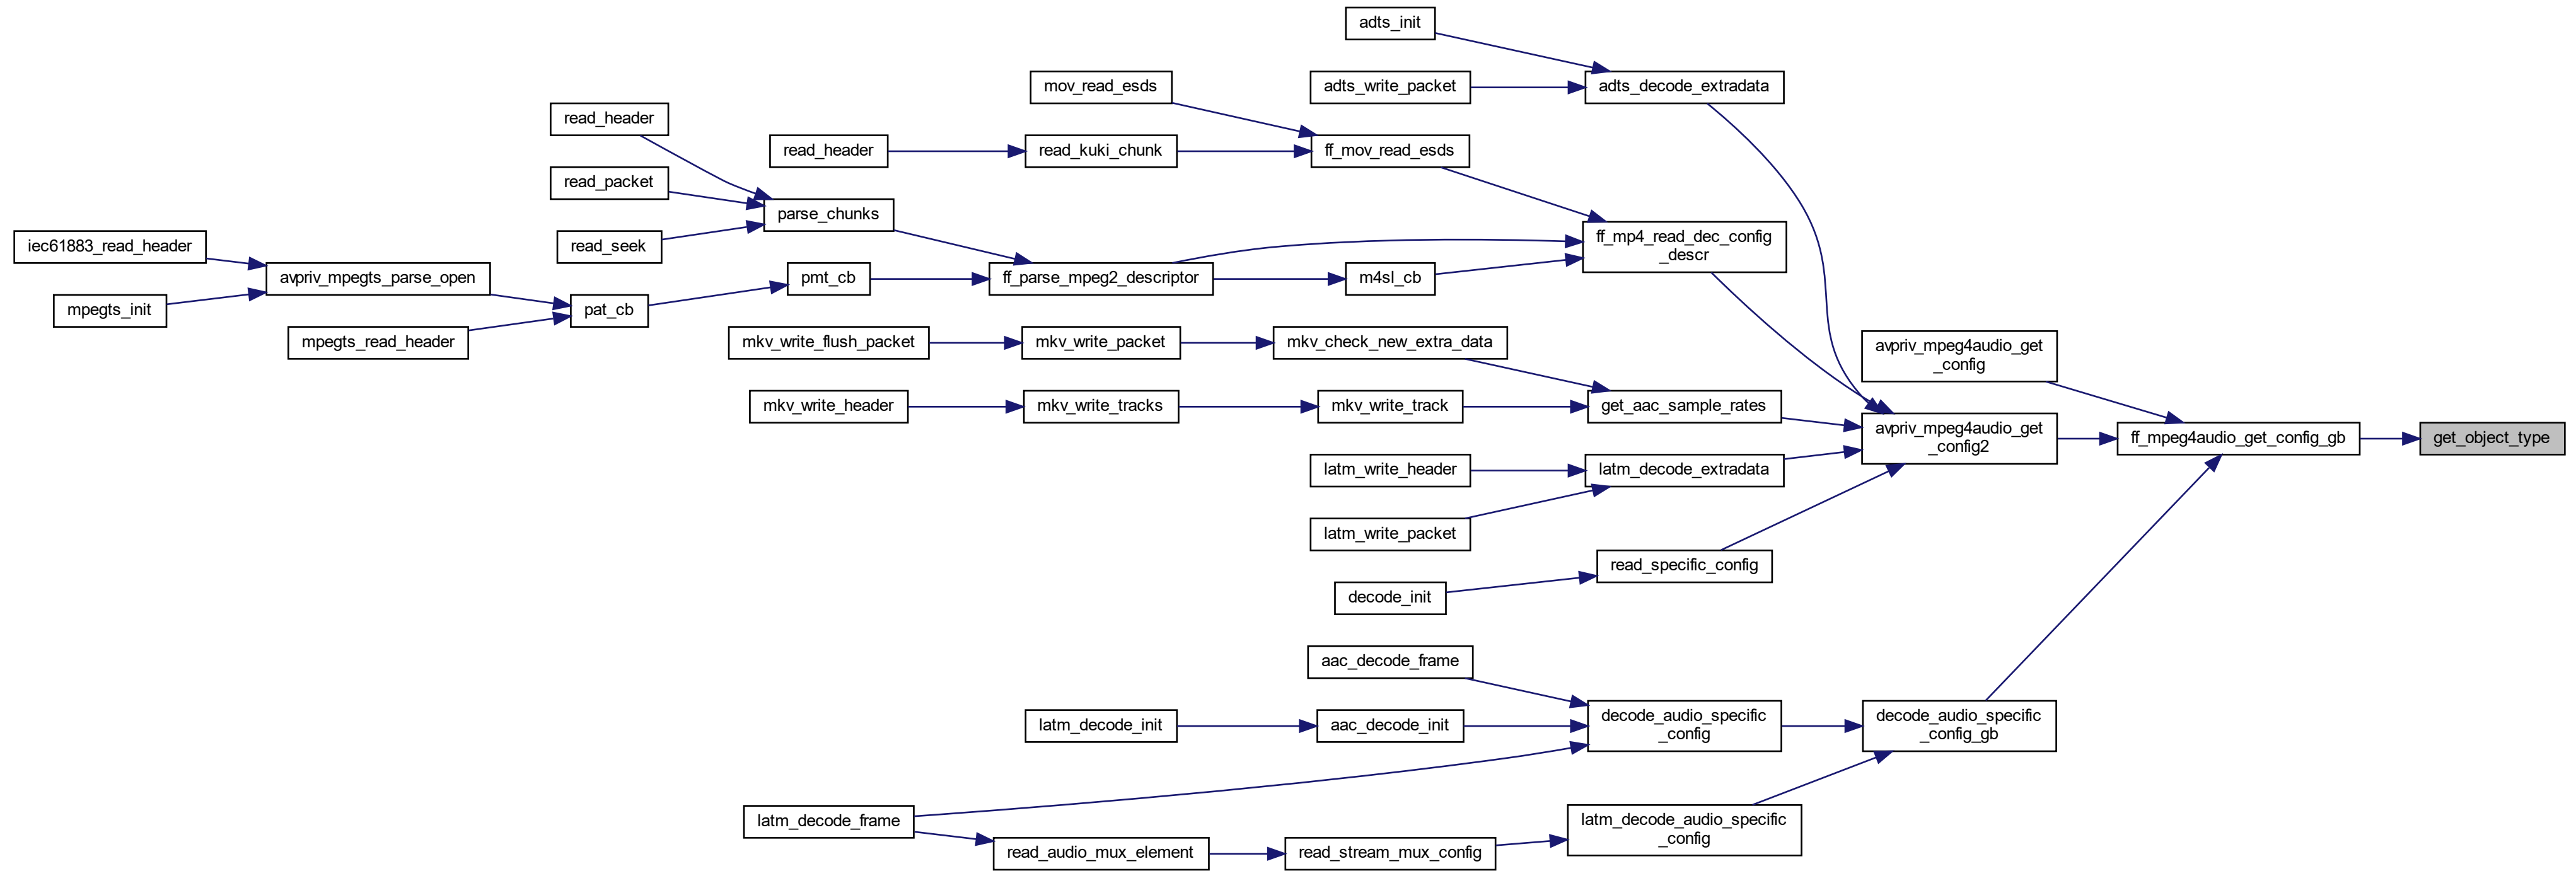 adts_init
mov_read_esds
adts_write_packet
adts_decode_extradata
read_header
read_header
read_kuki_chunk
ff_mov_read_esds
read_packet
parse_chunks
iec61883_read_header
read_seek
ff_mp4_read_dec_config
_descr
avpriv_mpegts_parse_open
pmt_cb
ff_parse_mpeg2_descriptor
m4sl_cb
mpegts_init
pat_cb
mpegts_read_header
mkv_write_flush_packet
mkv_write_packet
mkv_check_new_extra_data
avpriv_mpeg4audio_get
_config
mkv_write_header
mkv_write_tracks
mkv_write_track
get_aac_sample_rates
avpriv_mpeg4audio_get
_config2
ff_mpeg4audio_get_config_gb
get_object_type
latm_write_header
latm_decode_extradata
latm_write_packet
read_specific_config
decode_init
aac_decode_frame
latm_decode_init
aac_decode_init
decode_audio_specific
_config
decode_audio_specific
_config_gb
latm_decode_frame
latm_decode_audio_specific
_config
read_audio_mux_element
read_stream_mux_config